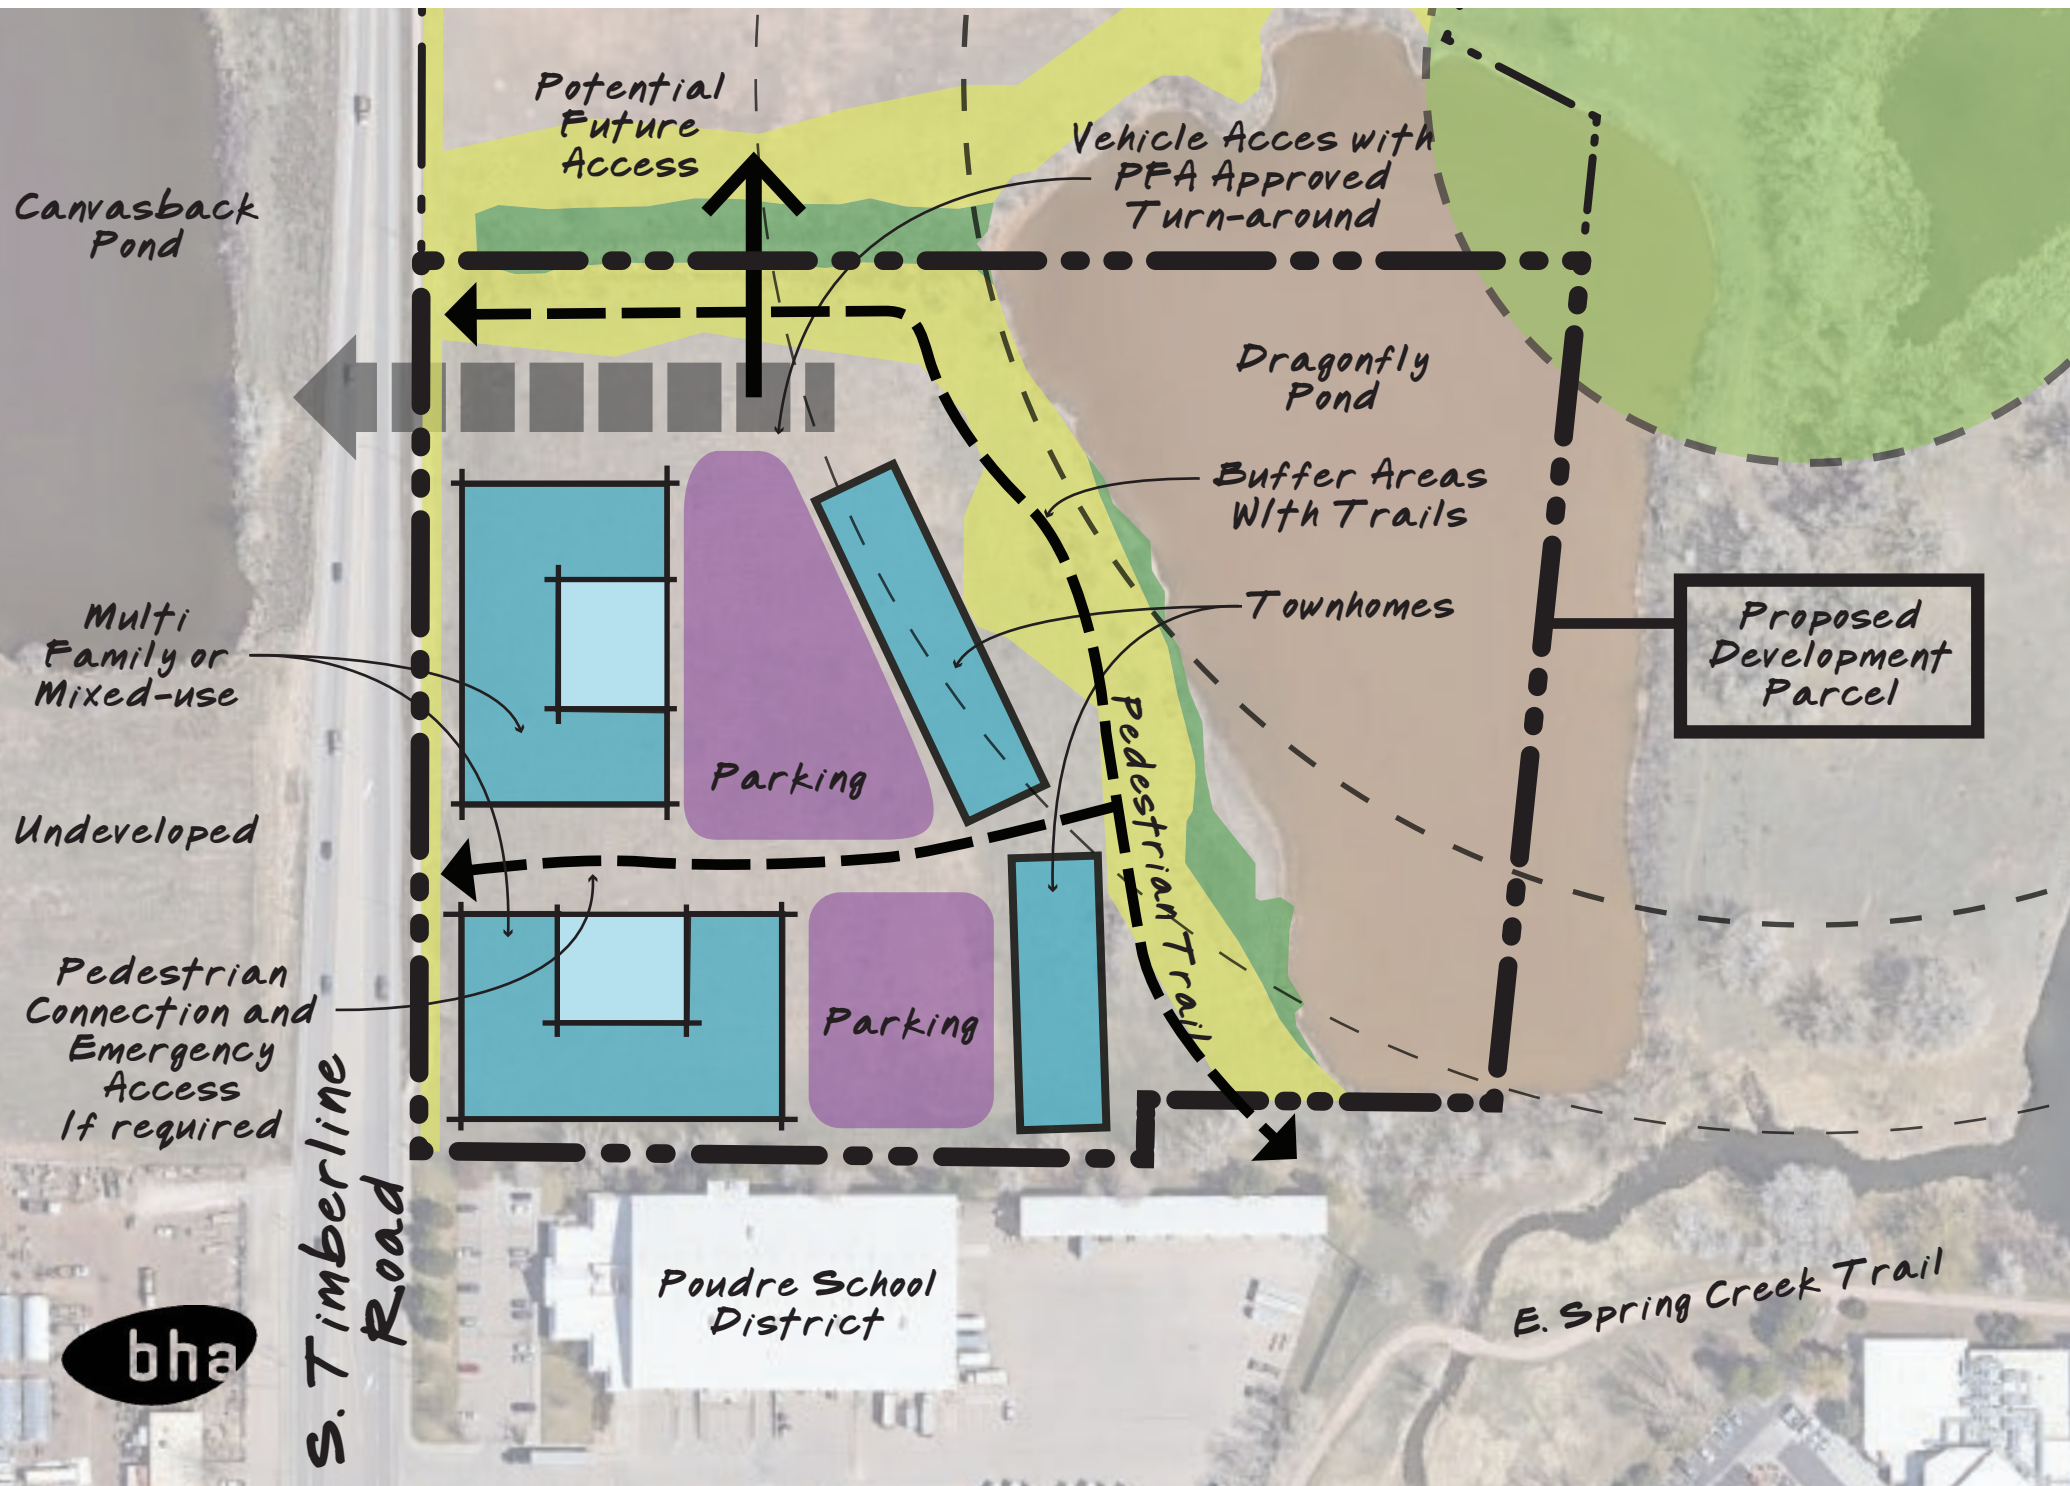 Potential
Future
Access
Vehicle Acces with
PFA Approved
Turn-around
Canvasback
Pond
Dragonfly
Pond
Buffer Areas
WIth Trails
Townhomes
Multi
Family or
Mixed-use
Proposed
Development
Parcel
Parking
Pedestrian Trail
Undeveloped
Pedestrian
Connection and
Emergency
Access
If required
Parking
S. Timberline
Road
Poudre School
District
E. Spring Creek Trail
bha